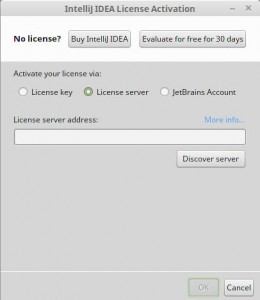 IntelliJ IDEA License Activation
No license? Buy IntelliJ IDEA Evaluate for free for 30 days
Activate your license via:
License key License server JetBrains Account
License server address: More info...
Discover server
OK Cancel